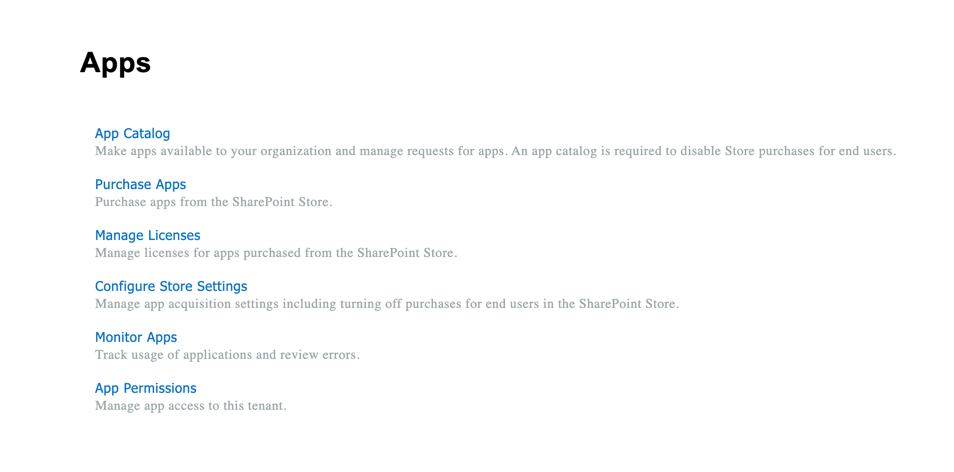 Apps
App Catalog
Make apps available to your organization and manage requests for apps. An app catalog is required to disable Store purchases for end users.
Purchase Apps
Purchase apps from the SharePoint Store.
Manage Licenses
Manage licenses for apps purchased from the SharePoint Store.
Configure Store Settings
Manage app acquisition settings including turning off purchases for end users in the SharePoint Store.
Monitor Apps
Track usage of applications and review errors.
App Permissions
Manage app access to this tenant.